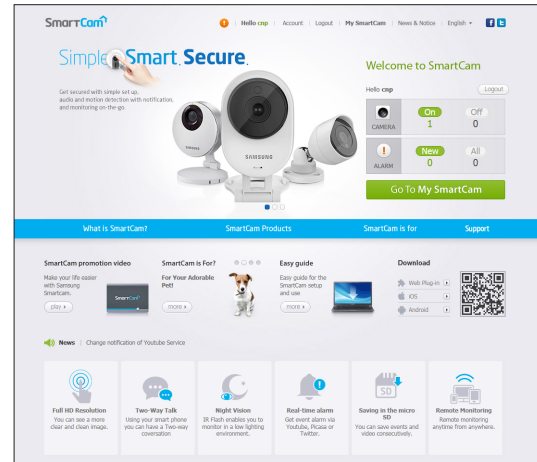 SmartCam
Hello cnp | Account | Logout | My SmartCam | News & Notice | English
Simple. Smart. Secure.
Get secured with simple set up,
audio and motion detection with notification,
and monitoring on-the-go.
SAMSUNG
SAMSUNG
Welcome to SmartCam
Hello cnp
Logout
CAMERA
On
1
Off
0
ALARM
New
0
All
0
Go To My SmartCam
What is SmartCam?
SmartCam Products
SmartCam is for
Support
SmartCam promotion video
Make your life easier
with Samsung
Smartcam.
play
SmartCam
SmartCam is For?
For Your Adorable
Pet!
more
Easy guide
Easy guide for the
SmartCam setup
and use
more
Download
Web Plug-in
iOS
Android
News | Change notification of Youtube Service
Full HD Resolution
You can see a more
clear and clean image.
Two-Way Talk
Using your smart phone
you can have a Two-way
coversation.
Night Vision
IR Flash enables you to
monitor in a low lighting
environment.
Real-time alarm
Get event alarm via
Youtube, Picasa or
Twitter.
SD
Saving in the micro
SD
You can save events and
video consecutively.
Remote Monitoring
Remote monitoring
anytime from anywhere.